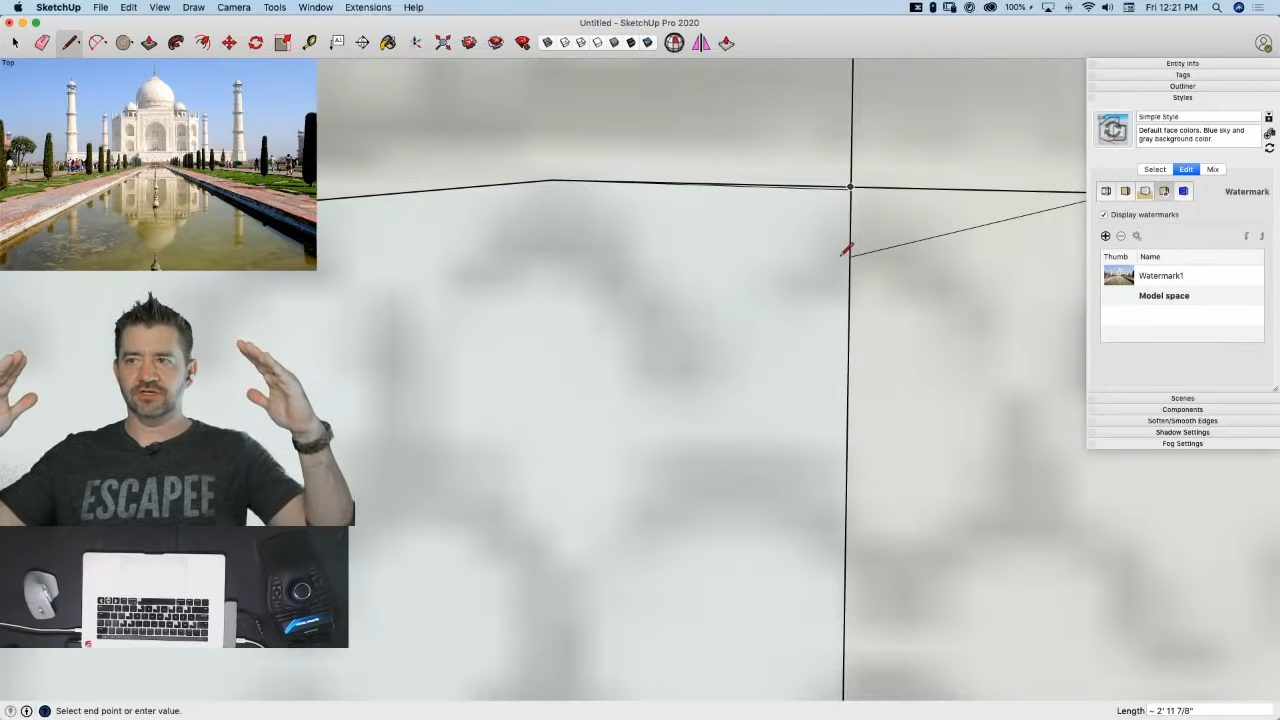 SketchUp File Edit View Draw Camera Tools Window Extensions Help 100% Fri 12:21 PM
Untitled - SketchUp Pro 2020
Top
Entity Info
Tags
Outliner
Styles
Simple Style
Default face colors. Blue sky and
gray background color.
Select Edit Mix
Watermark
Display watermarks
Thumb Name
Watermark1
Model space
Scenes
Components
Soften/Smooth Edges
Shadow Settings
Fog Settings
ESCAPEE
Select end point or enter value.
Length ~ 2' 11 7/8"